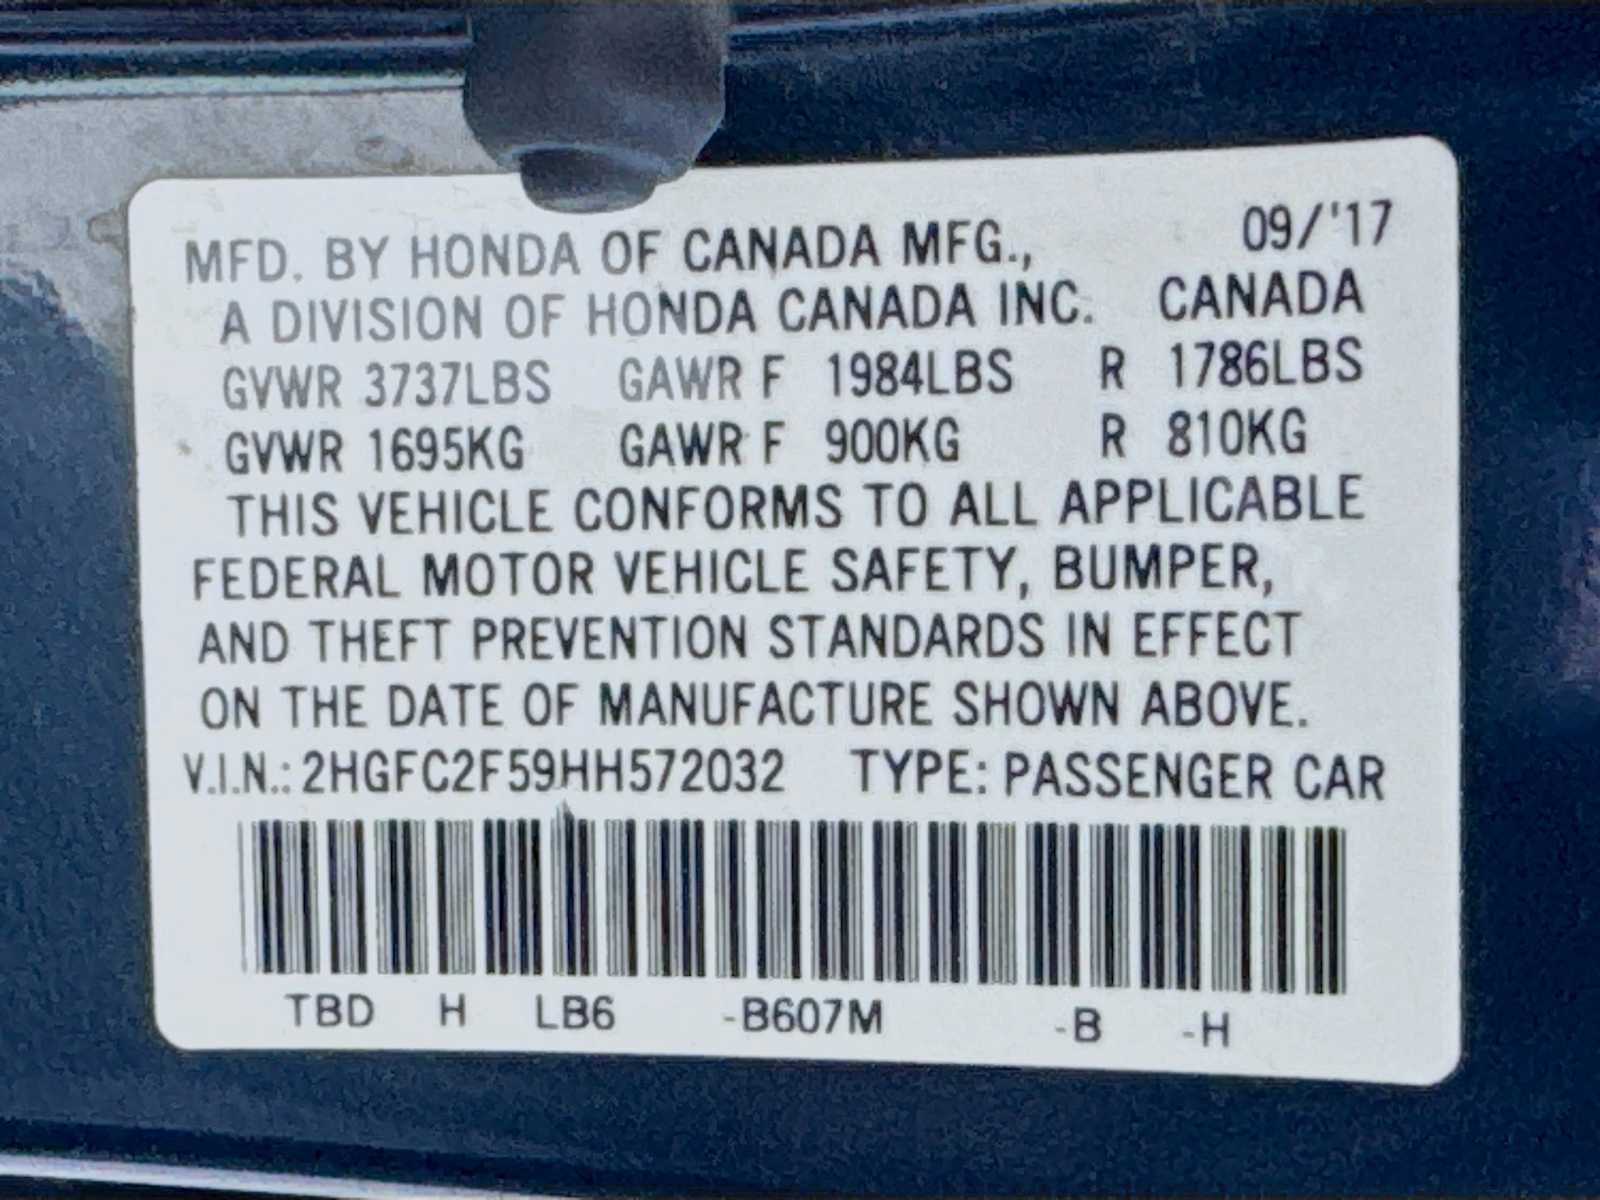 MFD. BY HONDA OF CANADA MFG., 09/'17
A DIVISION OF HONDA CANADA INC. CANADA
GVWR 3737LBS GAWR F 1984LBS R 1786LBS
GVWR 1695KG GAWR F 900KG R 810KG
THIS VEHICLE CONFORMS TO ALL APPLICABLE
FEDERAL MOTOR VEHICLE SAFETY, BUMPER,
AND THEFT PREVENTION STANDARDS IN EFFECT
ON THE DATE OF MANUFACTURE SHOWN ABOVE.
V.I.N.: 2HGFC2F59HH572032 TYPE: PASSENGER CAR
TBD H LB6 -B607M -B -H